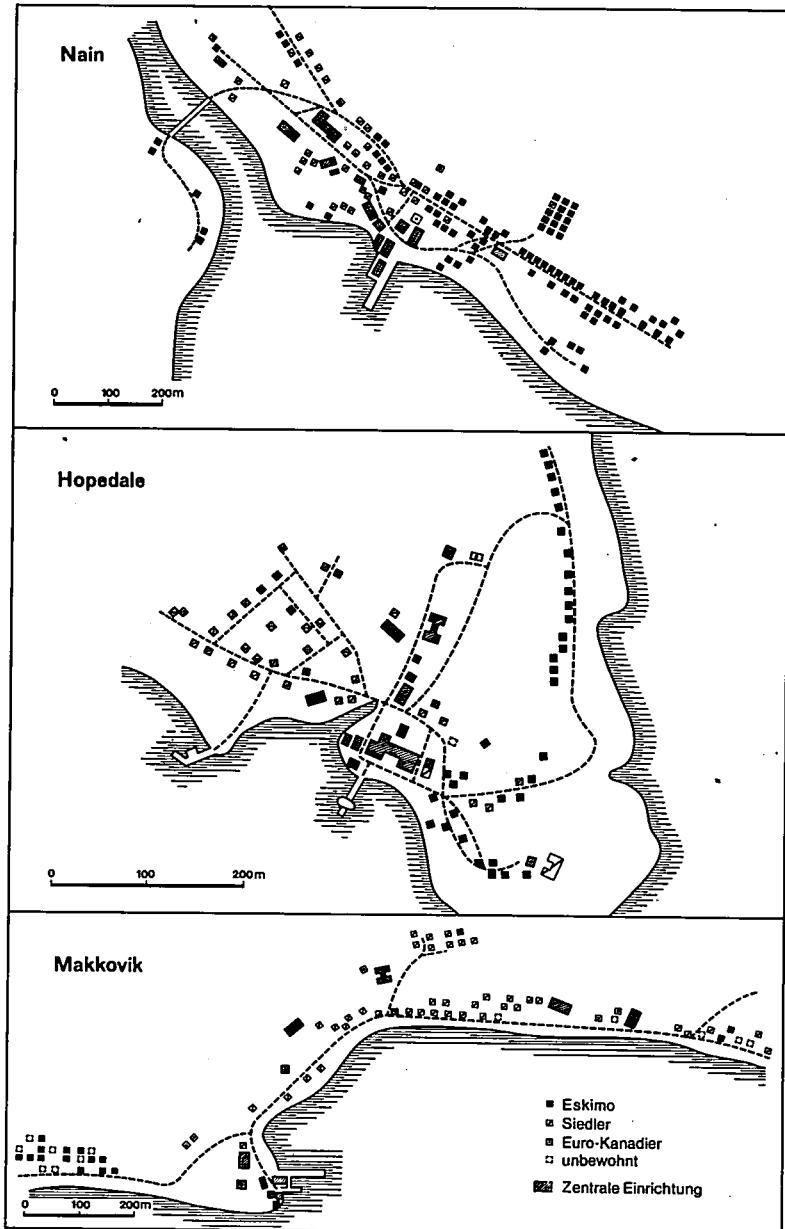 Nain
0 100 200m
Hopedale
0 100 200m
Makkovik
Eskimo
Siedler
Euro-Kanadier
unbewohnt
Zentrale Einrichtung
0 100 200m